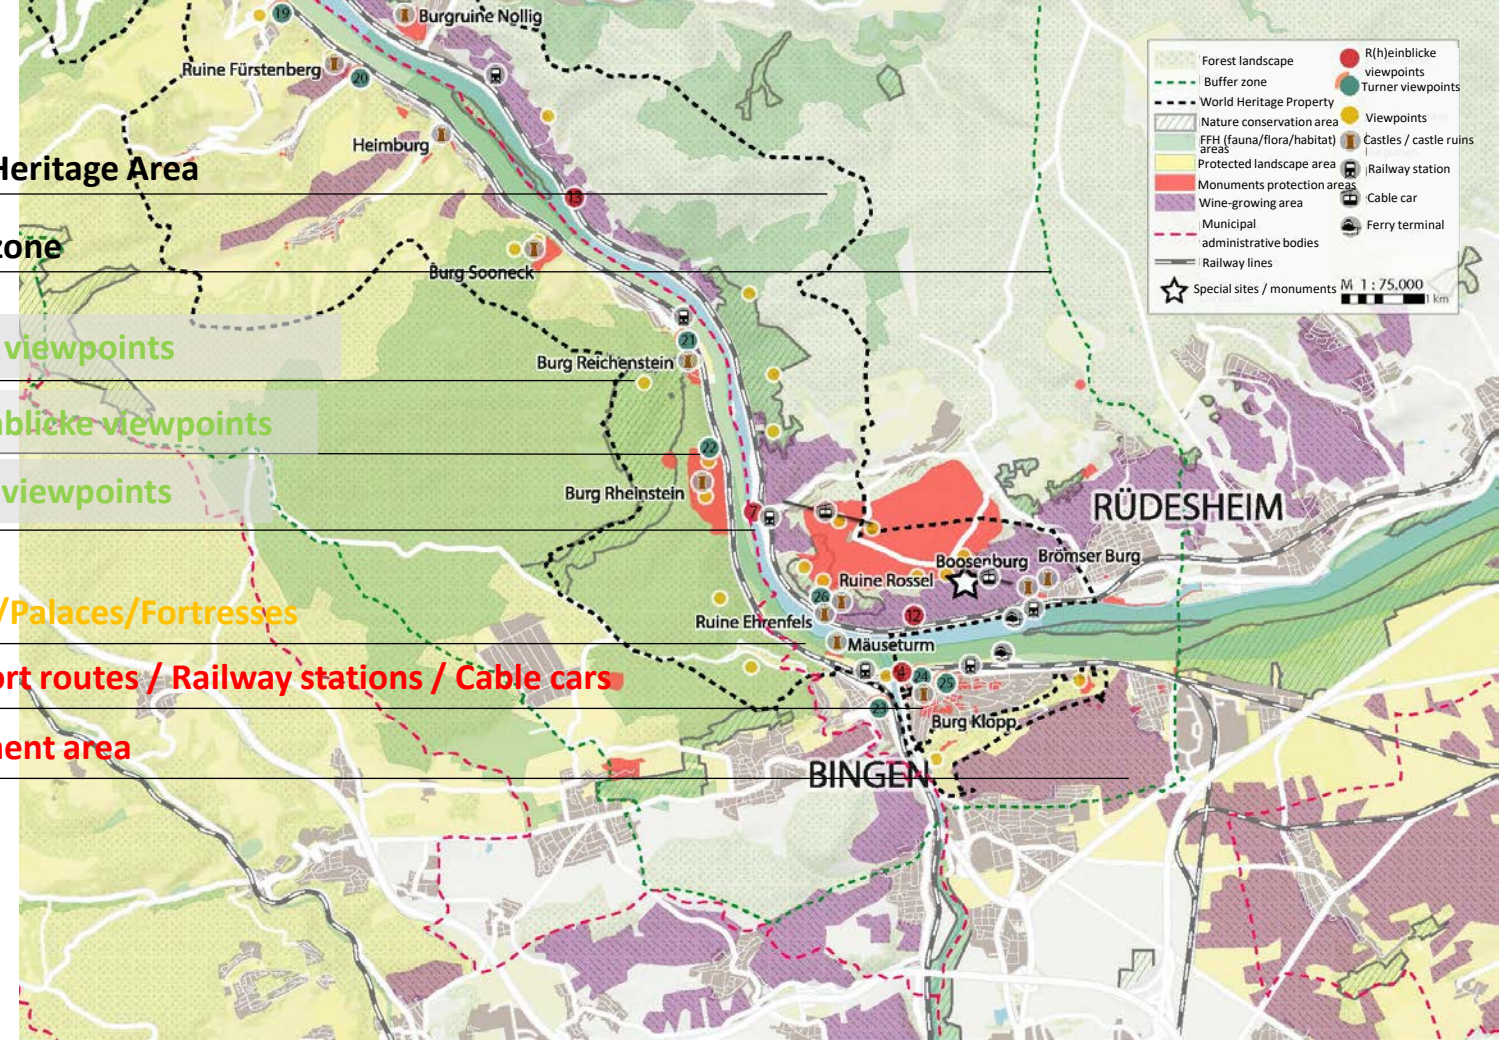 19
Burgruine Nollig
Ruine Fürstenberg
20
Heimburg
Heritage Area
13
zone
Burg Sooneck
21
viewpoints
Burg Reichenstein
nblicke viewpoints
22
viewpoints
Burg Rheinstein
7
RÜDESHEIM
Boosenburg
Brömser Burg
Ruine Rossel
26
/Palaces/Fortresses
Ruine Ehrenfels
12
Mäuseturm
ort routes / Railway stations / Cable cars
4
24
25
23
Burg Klopp
ment area
BINGEN
Forest landscape
Buffer zone
World Heritage Property
Nature conservation area
FFH (fauna/flora/habitat)
areas
Protected landscape area
Monuments protection areas
Wine-growing area
Municipal
administrative bodies
Railway lines
Special sites / monuments
R(h)einblicke
viewpoints
Turner viewpoints
Viewpoints
Castles / castle ruins
Railway station
Cable car
Ferry terminal
M 1 : 75.000
1 km